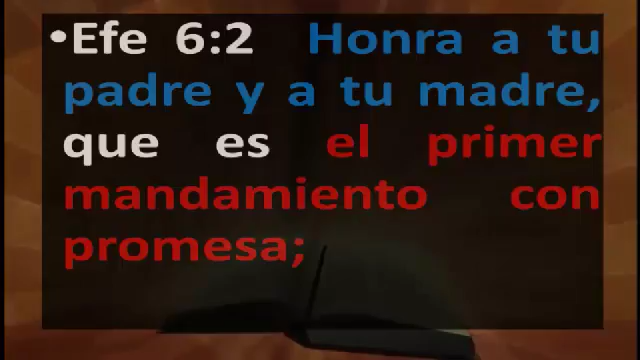 •Efe 6:2 Honra a tu
padre y a tu madre,
que es el primer
mandamiento con
promesa;